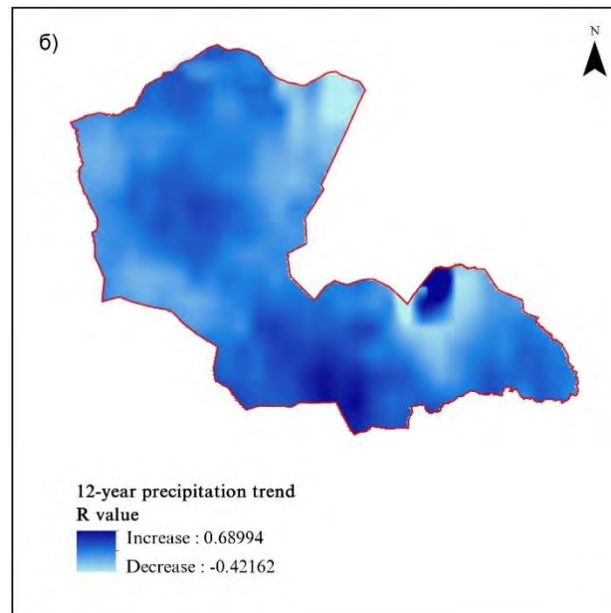 б)
N
12-year precipitation trend
R value
Increase : 0.68994
Decrease : -0.42162